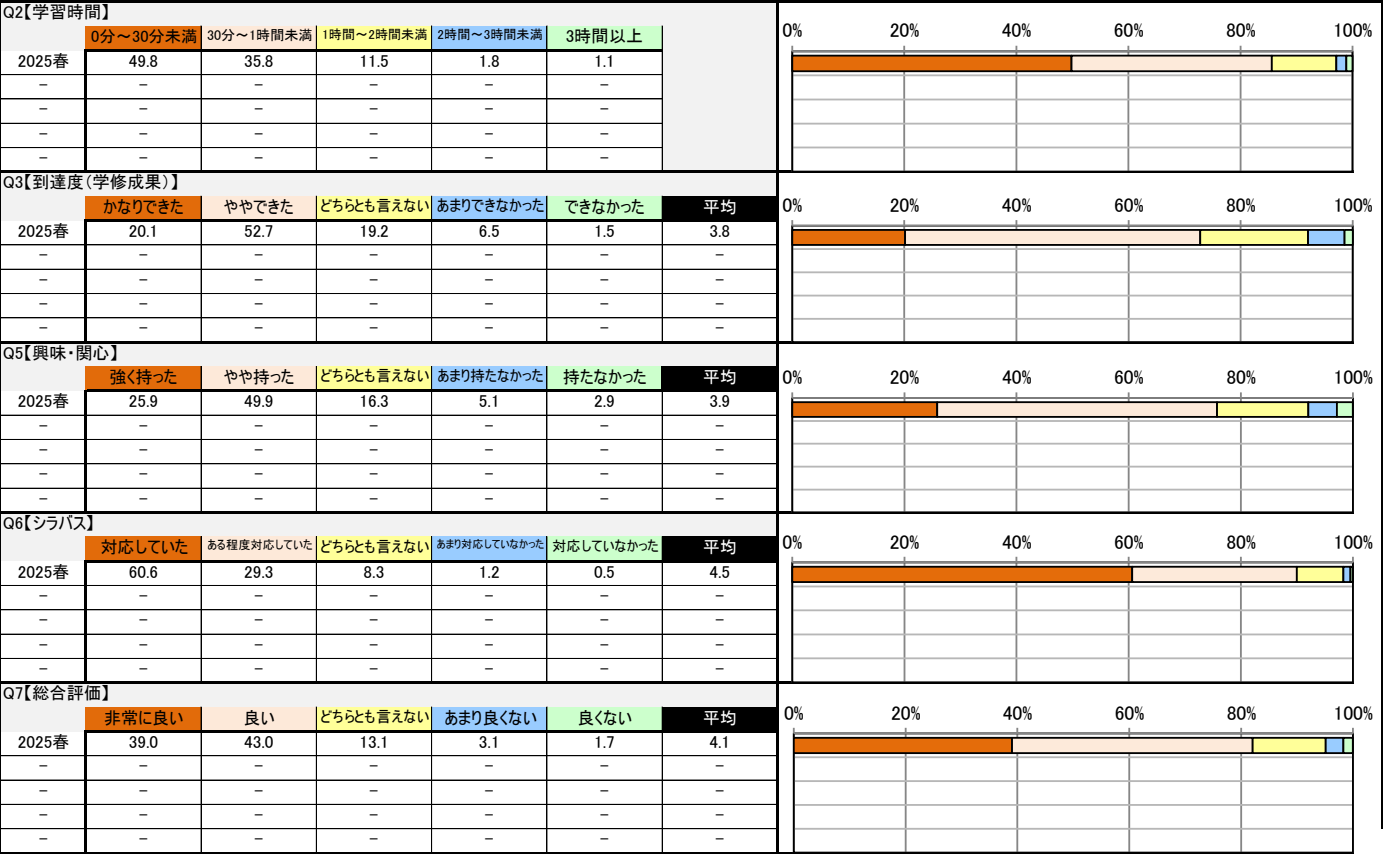 Q2【学習時間】
0分～30分未満 30分～1時間未満 1時間～2時間未満 2時間～3時間未満 3時間以上
0% 20% 40% 60% 80% 100%
2025春 49.8 35.8 11.5 1.8 1.1
− − − − − −
− − − − − −
− − − − − −
− − − − − −
Q3【到達度(学修成果)】
かなりできた ややできた どちらとも言えない あまりできなかった できなかった 平均
0% 20% 40% 60% 80% 100%
2025春 20.1 52.7 19.2 6.5 1.5 3.8
− − − − − − −
− − − − − − −
− − − − − − −
− − − − − − −
Q5【興味・関心】
強く持った やや持った どちらとも言えない あまり持たなかった 持たなかった 平均
0% 20% 40% 60% 80% 100%
2025春 25.9 49.9 16.3 5.1 2.9 3.9
− − − − − − −
− − − − − − −
− − − − − − −
− − − − − − −
Q6【シラバス】
対応していた ある程度対応していた どちらとも言えない あまり対応していなかった 対応していなかった 平均
0% 20% 40% 60% 80% 100%
2025春 60.6 29.3 8.3 1.2 0.5 4.5
− − − − − − −
− − − − − − −
− − − − − − −
− − − − − − −
Q7【総合評価】
非常に良い 良い どちらとも言えない あまり良くない 良くない 平均
0% 20% 40% 60% 80% 100%
2025春 39.0 43.0 13.1 3.1 1.7 4.1
− − − − − − −
− − − − − − −
− − − − − − −
− − − − − − −